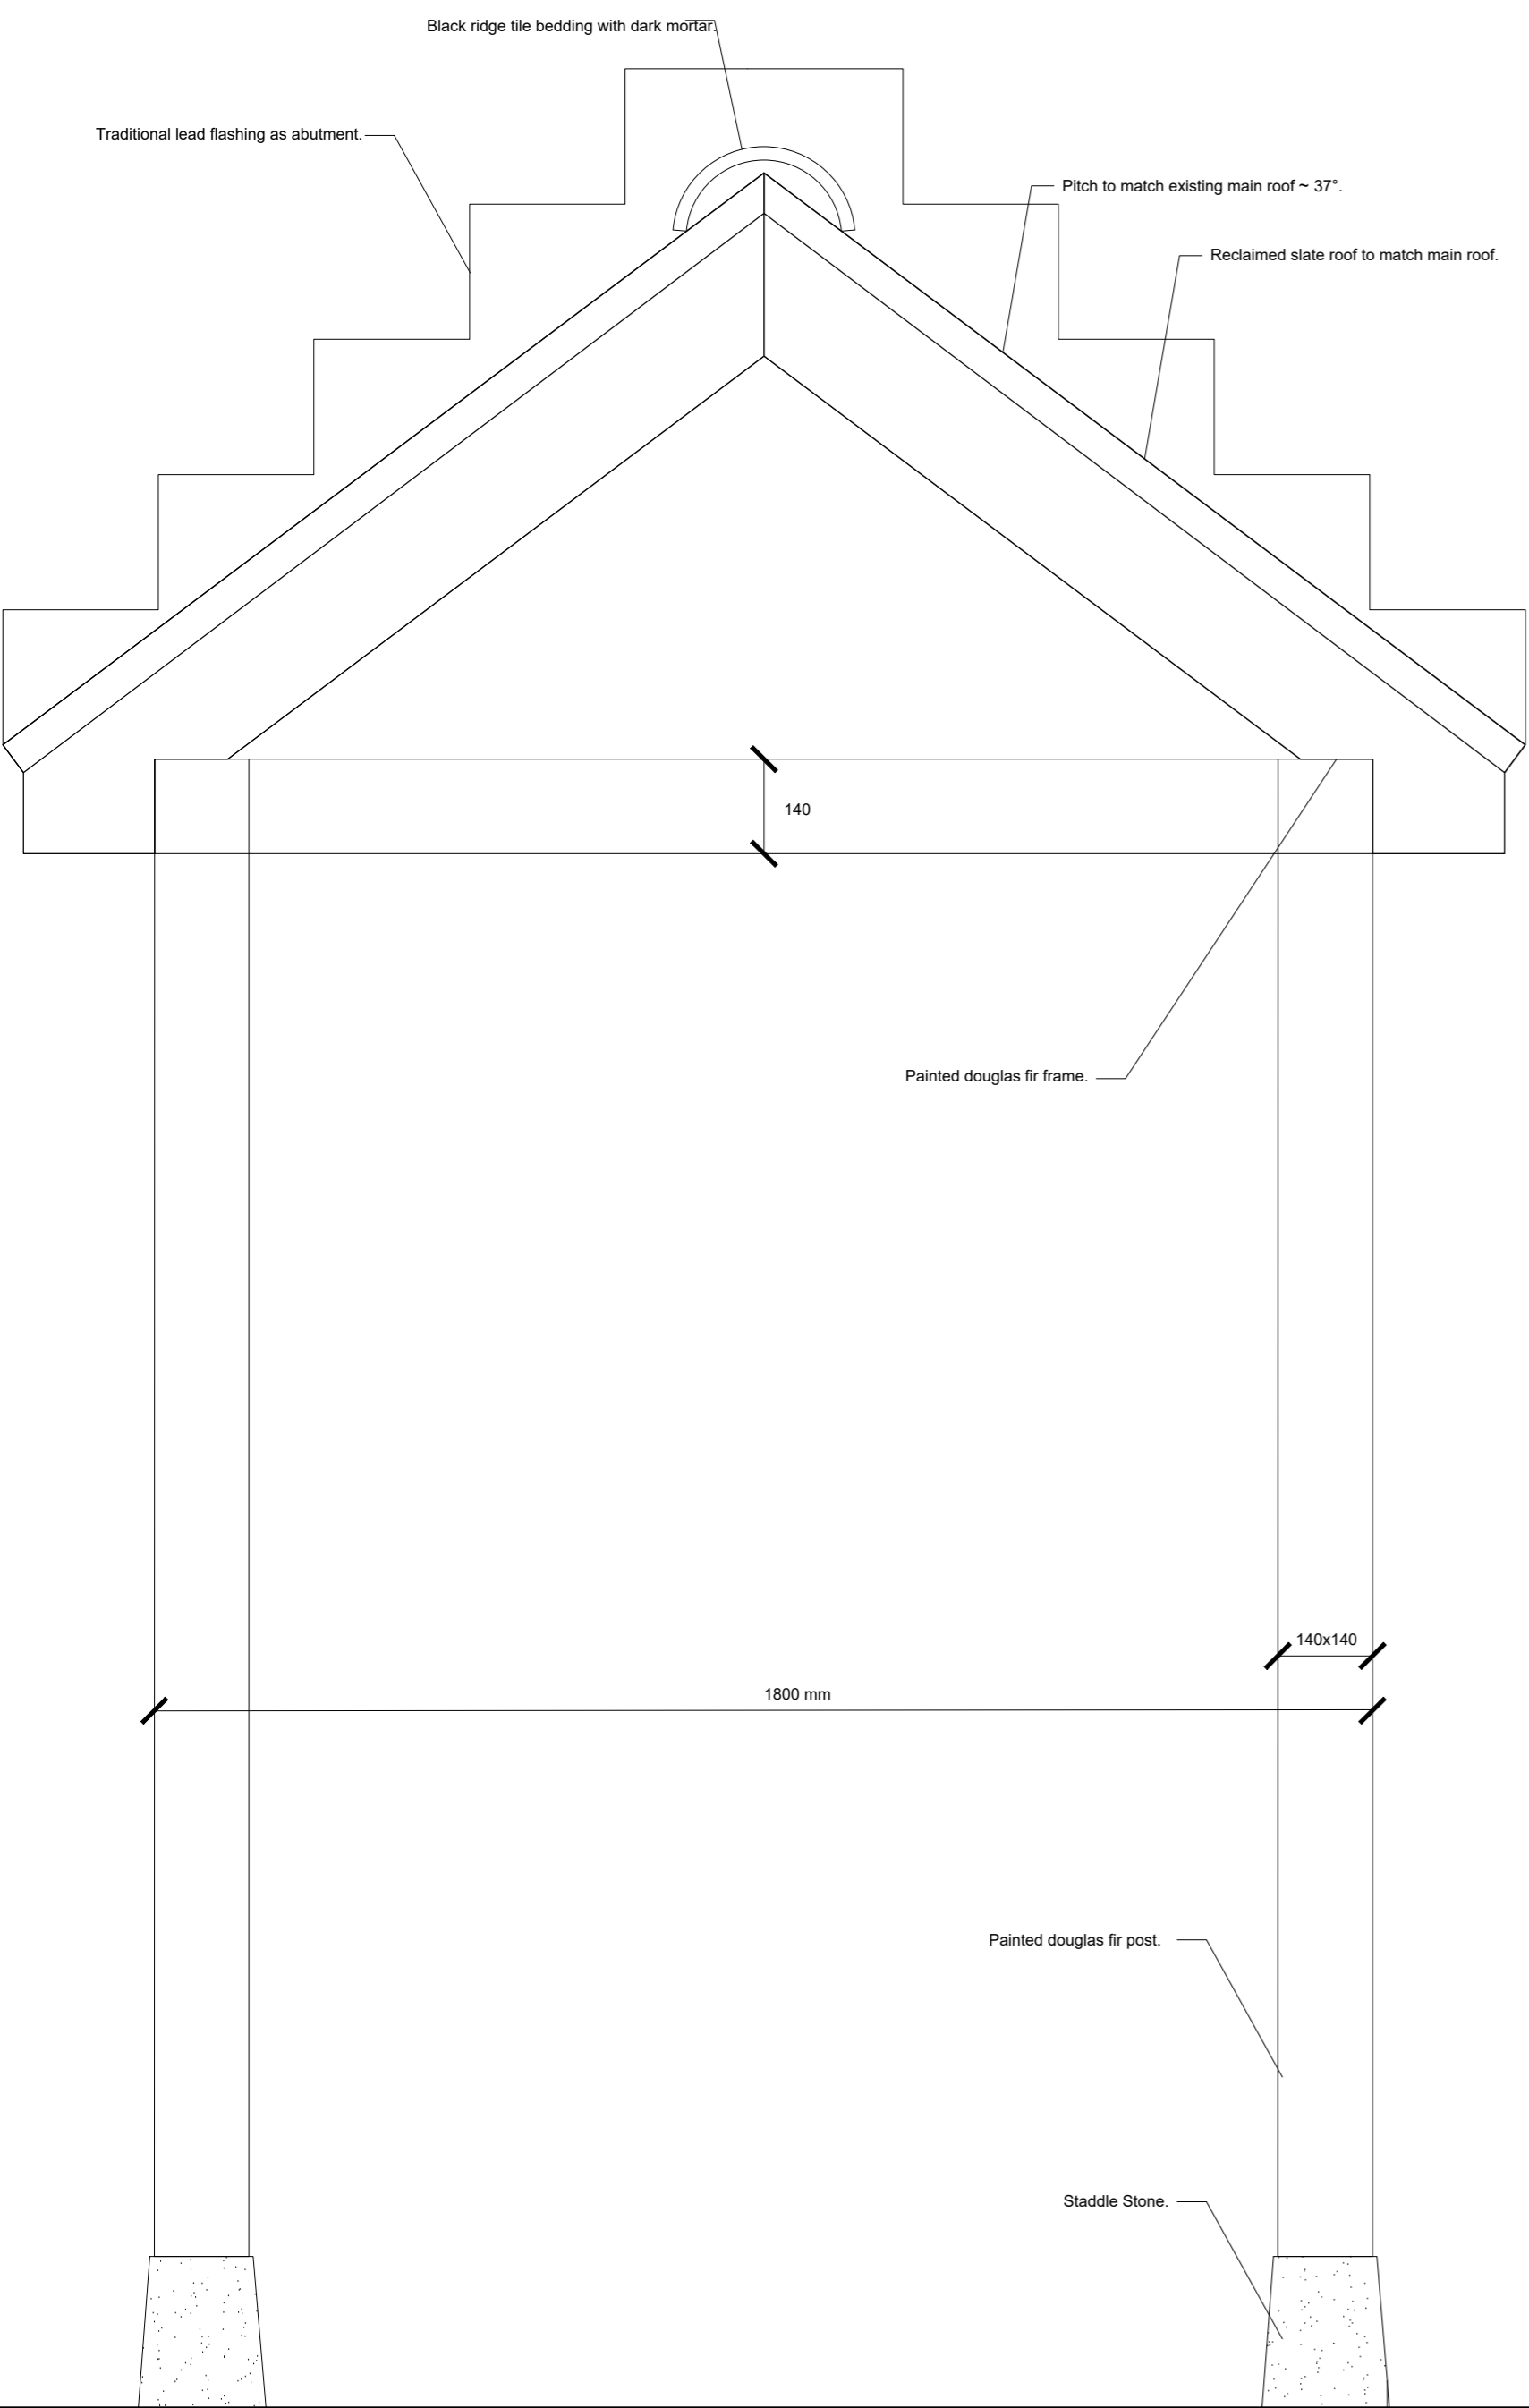 Black ridge tile bedding with dark mortar.
Traditional lead flashing as abutment.
Pitch to match existing main roof ~ 37°.
Reclaimed slate roof to match main roof.
140
Painted douglas fir frame.
140x140
1800 mm
Painted douglas fir post.
Staddle Stone.